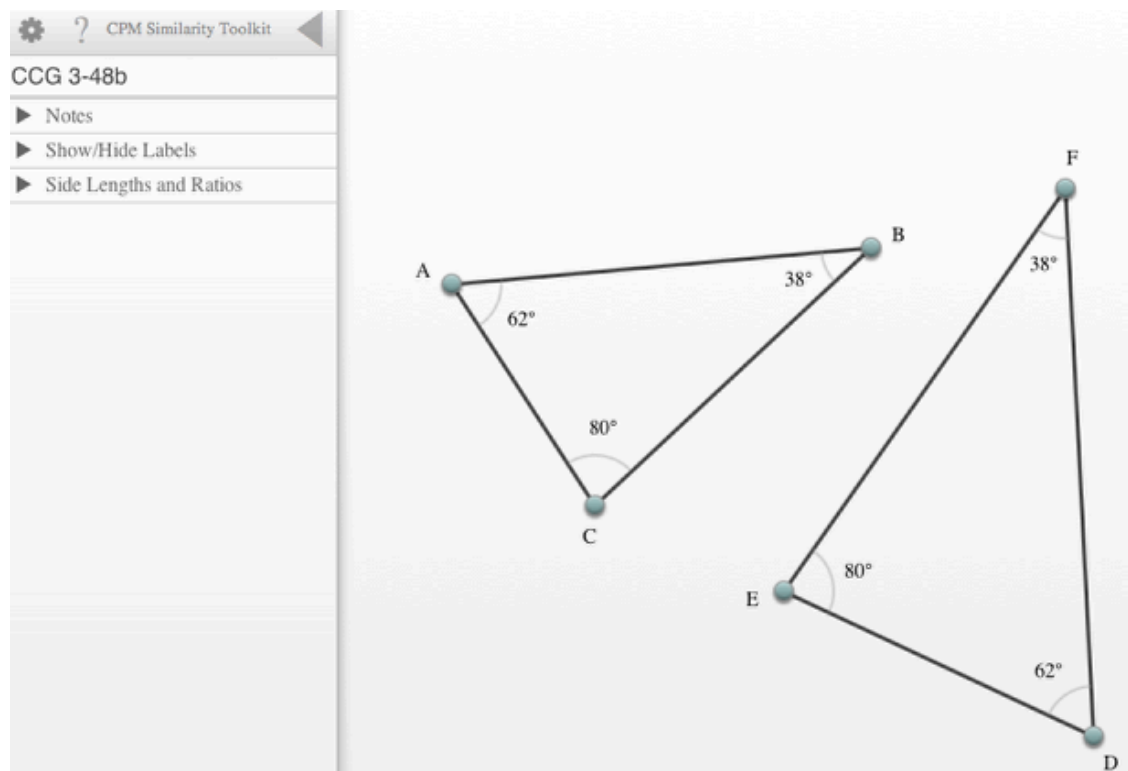 ? CPM Similarity Toolkit
CCG 3-48b
Notes
Show/Hide Labels
Side Lengths and Ratios
F
B
A
38°
38°
62°
80°
C
80°
E
62°
D